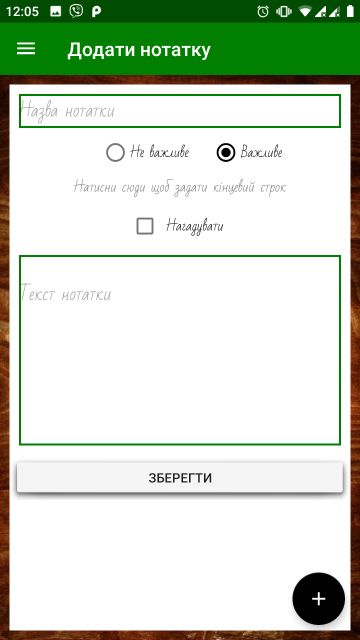 12:05
Додати нотатку
Назва нотатки
Не важливе Важливе
Натисни сюди щоб задати кінцевий строк
Нагадувати
Текст нотатки
ЗБЕРЕГТИ